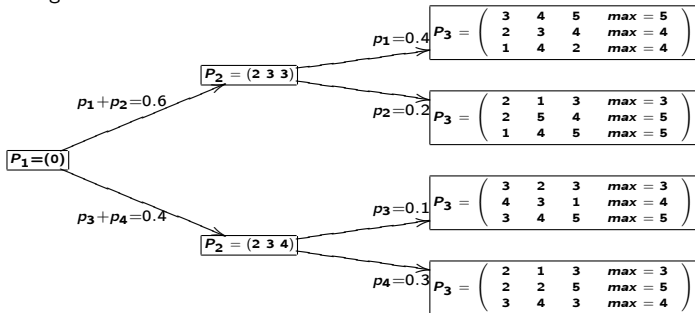 p1=0.4
P3 = ( 3 4 5 max = 5
2 3 4 max = 4
1 4 2 max = 4 )
P2 = (2 3 3)
p1+p2=0.6
p2=0.2
P3 = ( 2 1 3 max = 3
2 5 4 max = 5
1 4 5 max = 5 )
P1=(0)
p3+p4=0.4
p3=0.1
P3 = ( 3 2 3 max = 3
4 3 1 max = 4
3 4 5 max = 5 )
P2 = (2 3 4)
p4=0.3
P3 = ( 2 1 3 max = 3
2 2 5 max = 5
3 4 3 max = 4 )